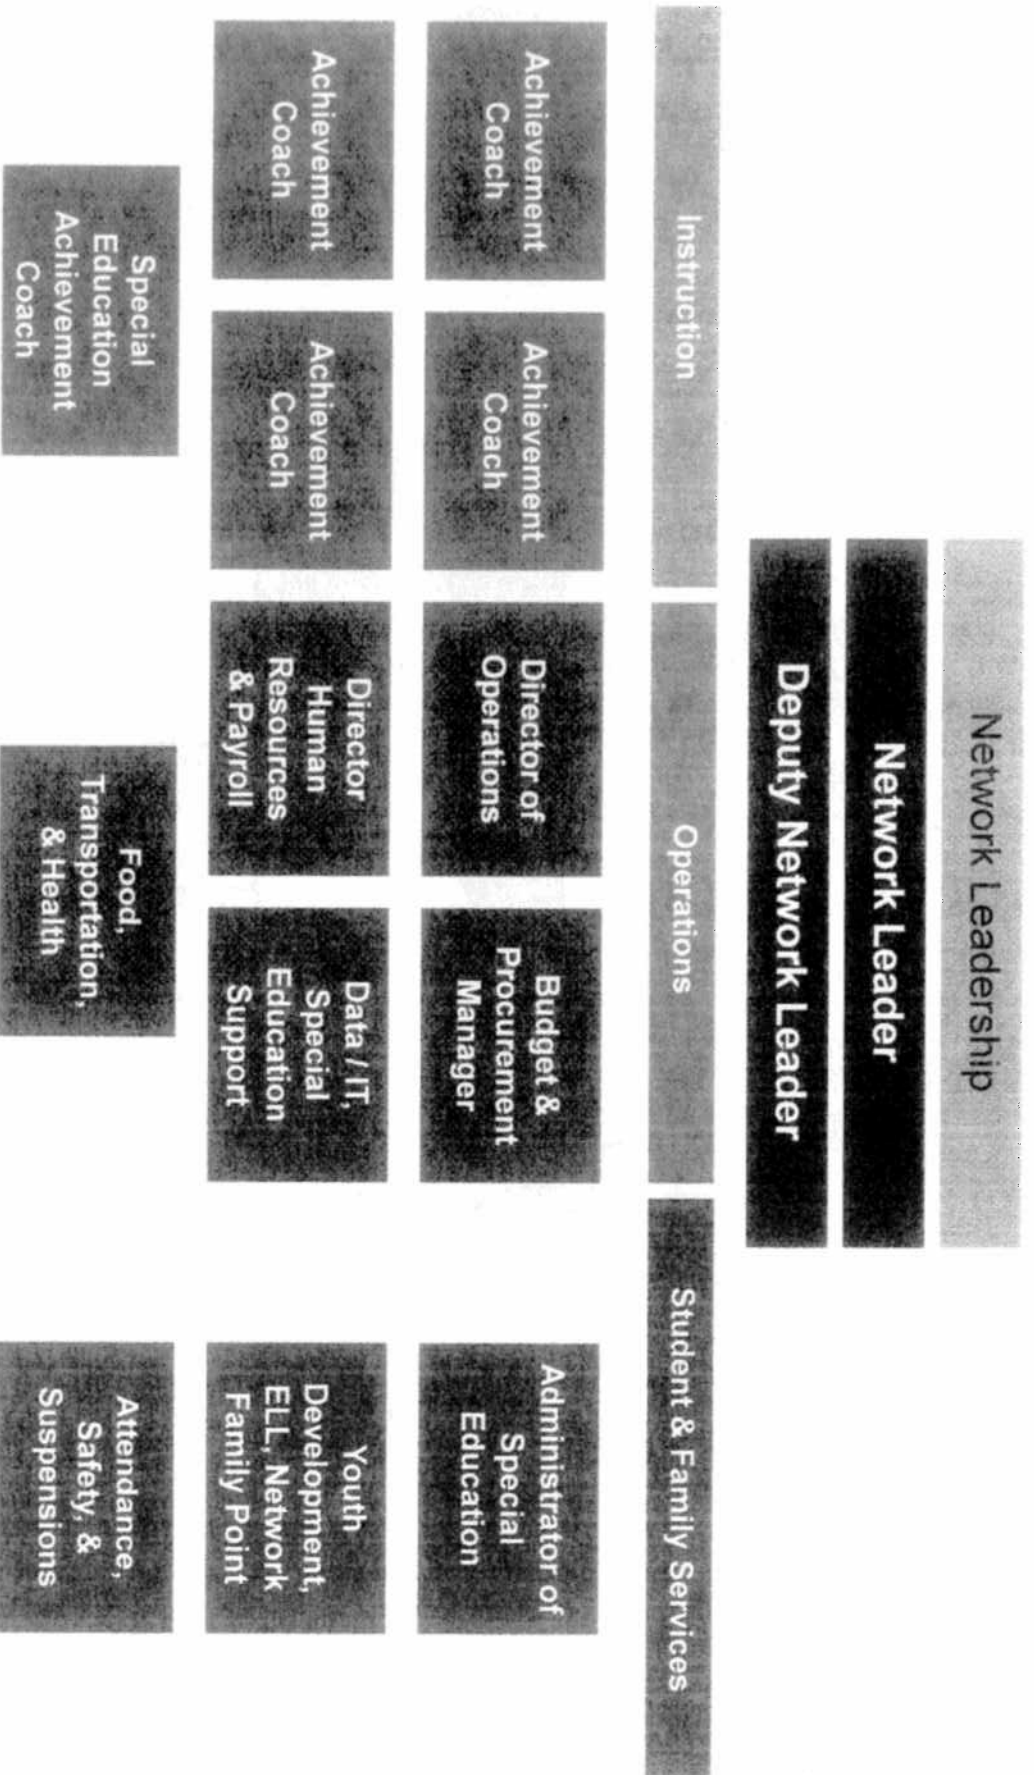 Network Leadership
Network Leader
Deputy Network Leader
Instruction
Operations
Student & Family Services
Achievement
Coach
Achievement
Coach
Director of
Operations
Budget &
Procurement
Manager
Administrator of
Special
Education
Achievement
Coach
Achievement
Coach
Director
Human
Resources
& Payroll
Data / IT,
Special
Education
Support
Youth
Development,
ELL, Network
Family Point
Special
Education
Achievement
Coach
Food,
Transportation,
& Health
Attendance,
Safety, &
Suspensions